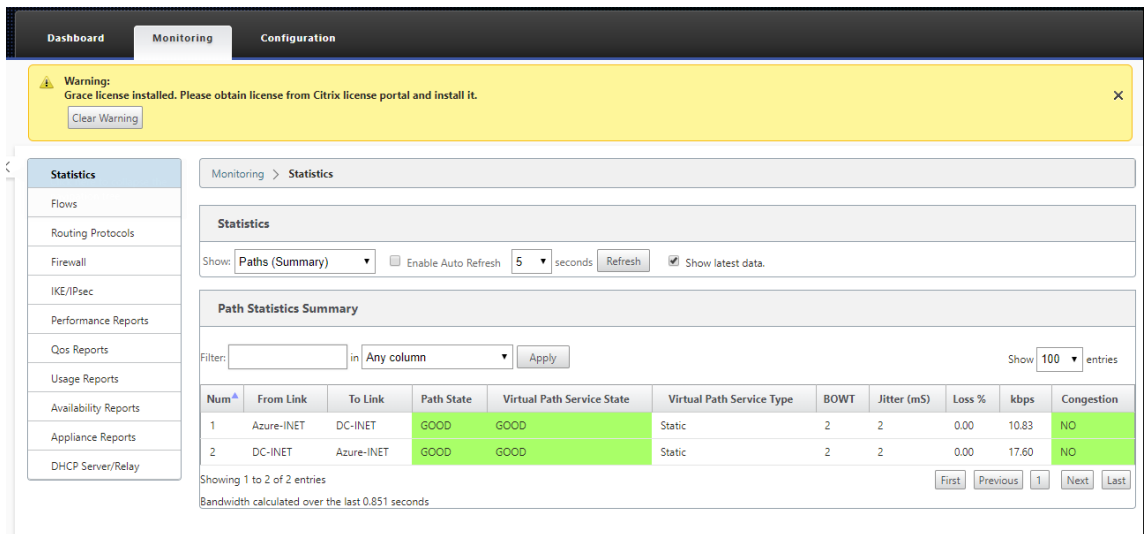 Dashboard Monitoring Configuration
Warning:
Grace license installed. Please obtain license from Citrix license portal and install it.
Clear Warning
Statistics
Flows
Routing Protocols
Firewall
IKE/IPsec
Performance Reports
Qos Reports
Usage Reports
Availability Reports
Appliance Reports
DHCP Server/Relay
Monitoring > Statistics
Statistics
Show: Paths (Summary) Enable Auto Refresh 5 seconds Refresh Show latest data.
Path Statistics Summary
Filter: in Any column Apply Show 100 entries
Num From Link To Link Path State Virtual Path Service State Virtual Path Service Type BOWT Jitter (mS) Loss % kbps Congestion
1 Azure-INET DC-INET GOOD GOOD Static 2 2 0.00 10.83 NO
2 DC-INET Azure-INET GOOD GOOD Static 2 2 0.00 17.60 NO
Showing 1 to 2 of 2 entries First Previous 1 Next Last
Bandwidth calculated over the last 0.851 seconds